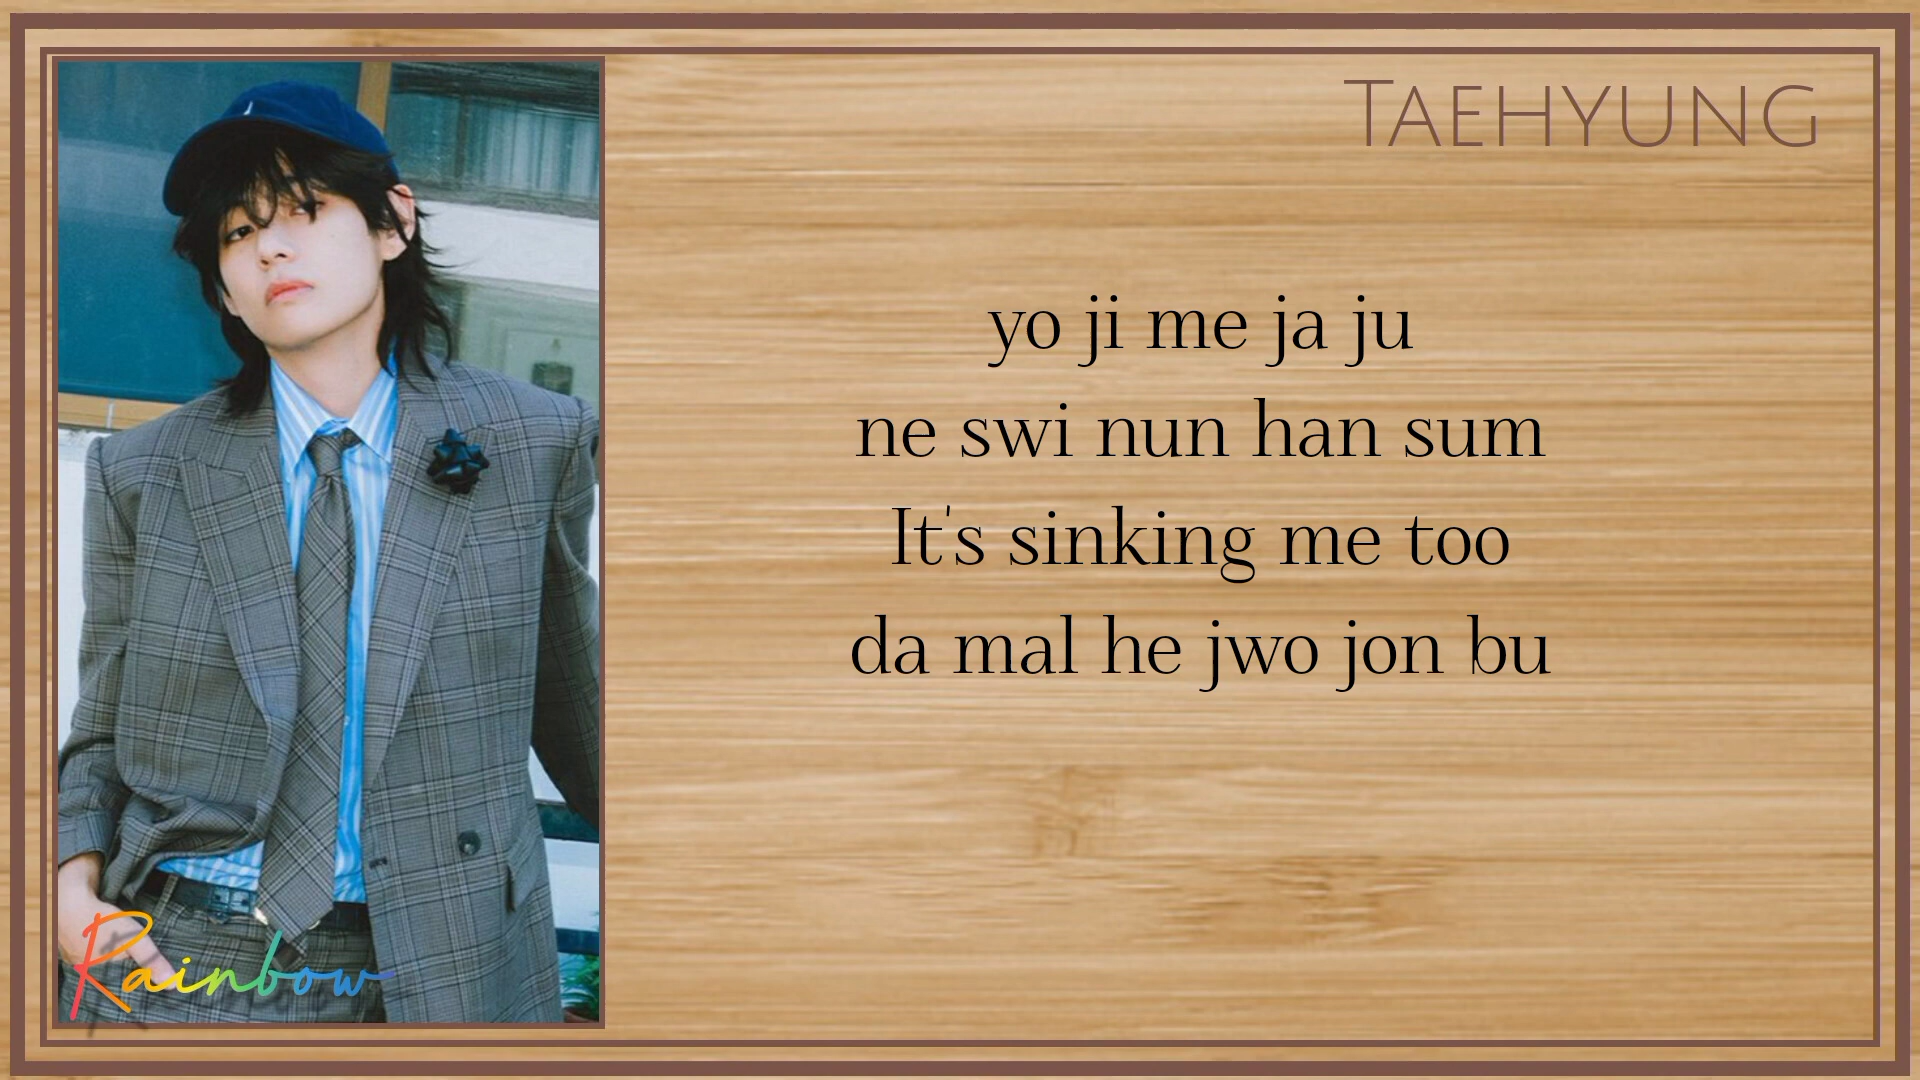 TAEHYUNG
yo ji me ja ju
ne swi nun han sum
It's sinking me too
da mal he jwo jon bu
Rainbow